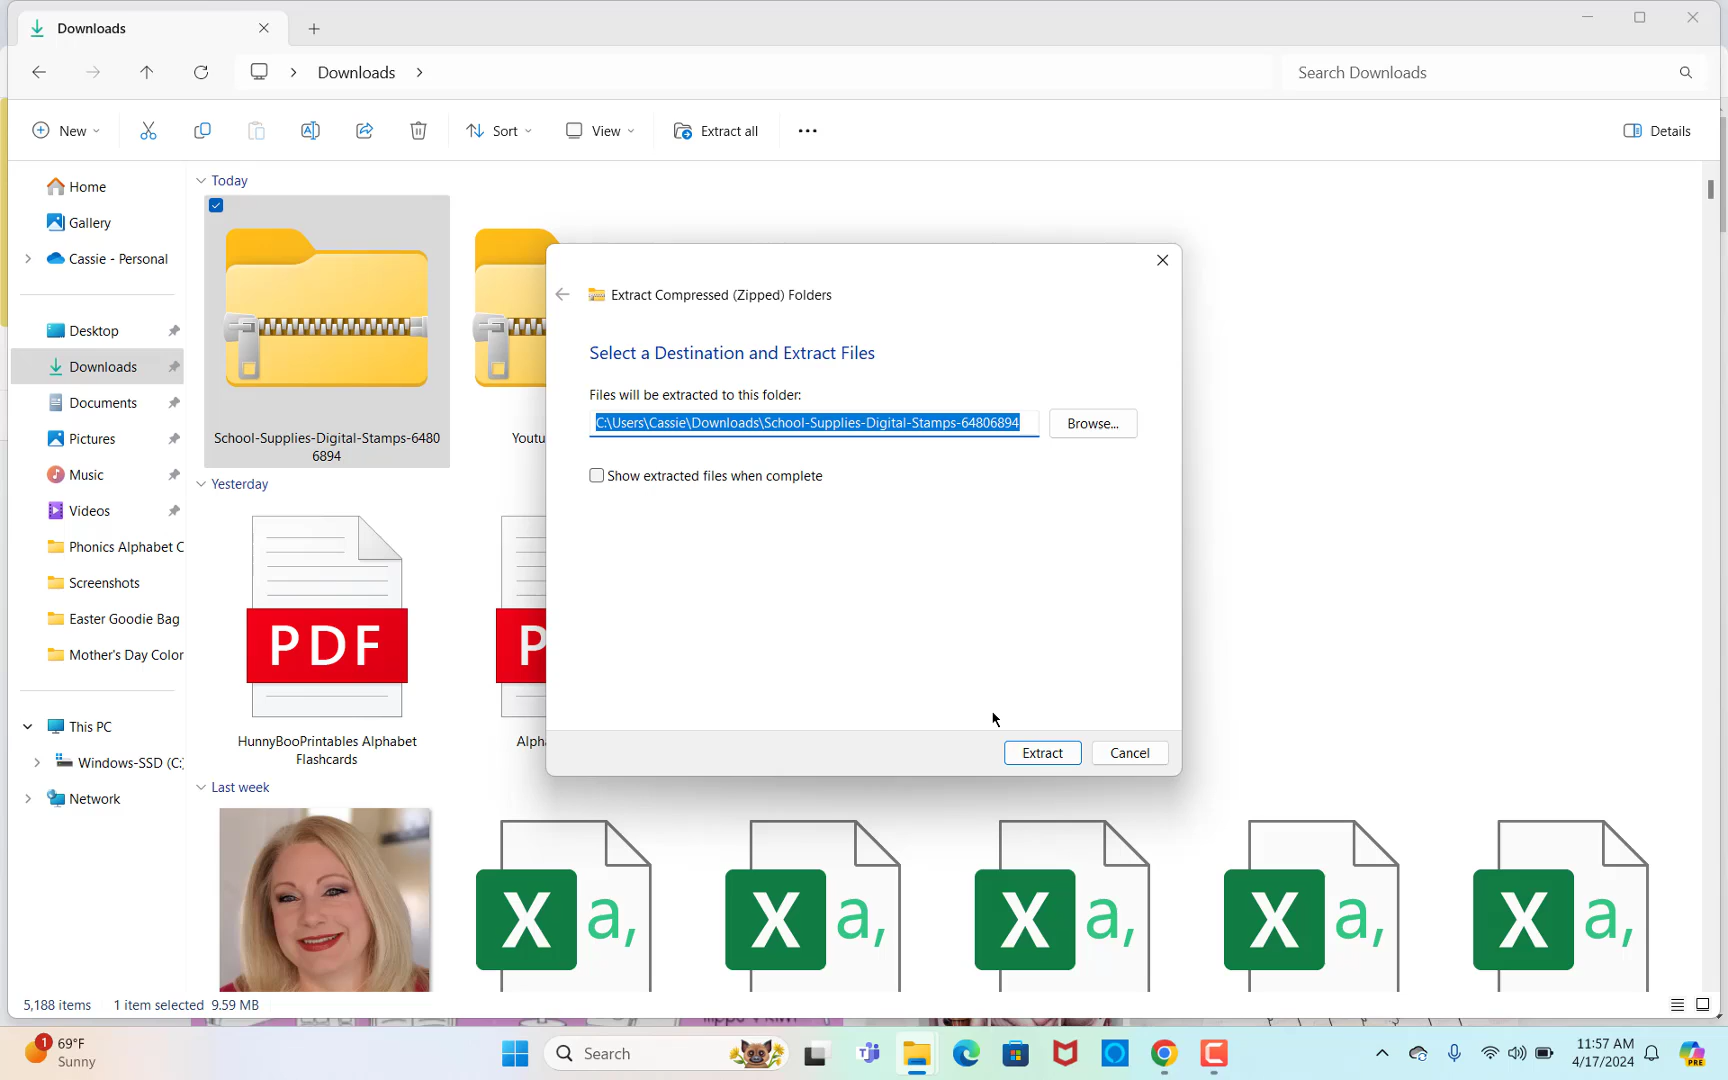 Downloads
Downloads
Search Downloads
New
Sort
View
Extract all
Details
Home
Gallery
Cassie - Personal
Desktop
Downloads
Documents
Pictures
Music
Videos
Phonics Alphabet C
Screenshots
Easter Goodie Bag
Mother's Day Color
This PC
Windows-SSD (C:
Network
Today
School-Supplies-Digital-Stamps-6480
6894
Youtu
Yesterday
PDF
HunnyBooPrintables Alphabet
Flashcards
P
Alpha
Last week
X a,
X a,
X a,
X a,
X a,
Extract Compressed (Zipped) Folders
Select a Destination and Extract Files
Files will be extracted to this folder:
C:\Users\Cassie\Downloads\School-Supplies-Digital-Stamps-64806894
Browse...
Show extracted files when complete
Extract
Cancel
5,188 items
1 item selected 9.59 MB
1
69°F
Sunny
Search
11:57 AM
4/17/2024
PRE